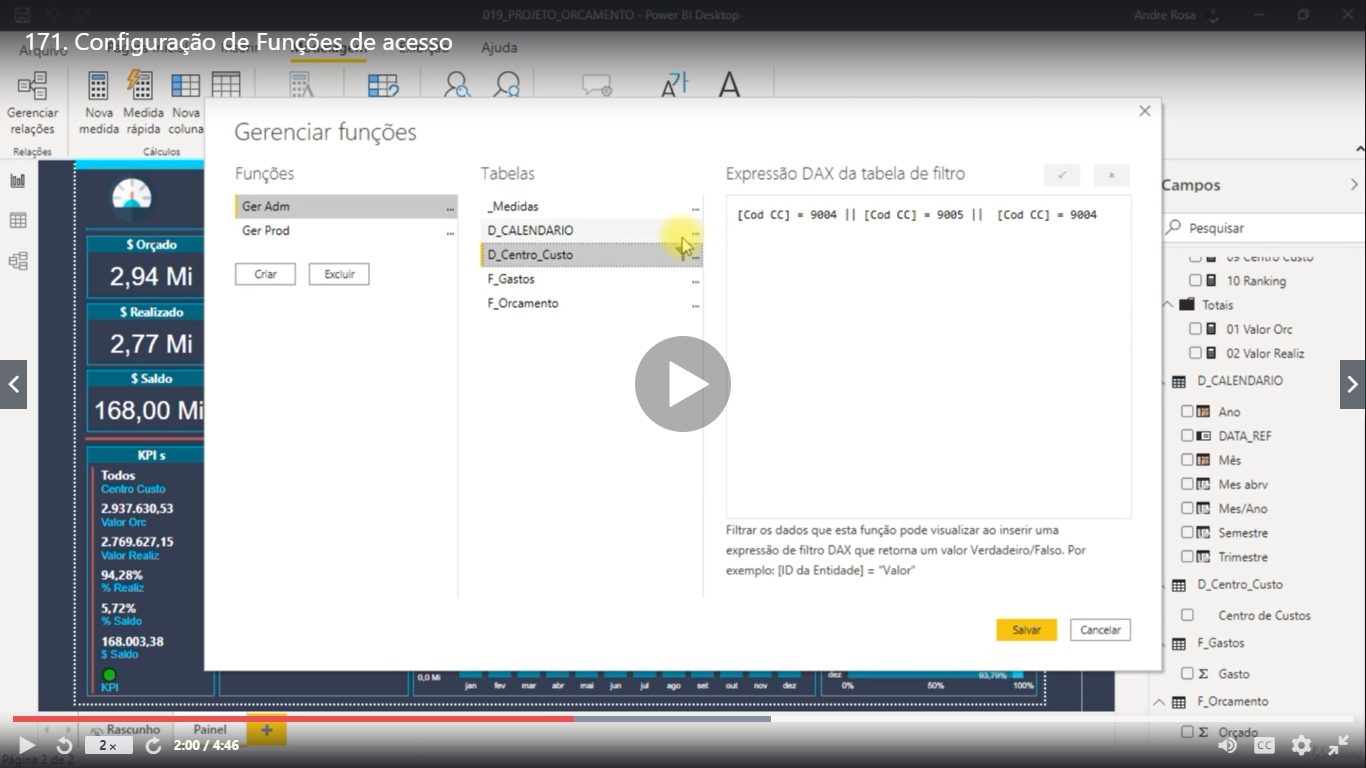 019_PROJETO_ORCAMENTO - Power BI Desktop
Andre Rosa
171. Configuração de Funções de acesso
Arquivo
Ajuda
Gerenciar relações
Nova medida
Medida rápida
Nova coluna
Relações
Cálculos
Gerenciar funções
Funções
Ger Adm
...
Ger Prod
...
Criar
Excluir
Tabelas
_Medidas
...
D_CALENDARIO
...
D_Centro_Custo
...
F_Gastos
...
F_Orcamento
...
Expressão DAX da tabela de filtro
[Cod CC] = 9004 || [Cod CC] = 9005 || [Cod CC] = 9004
Filtrar os dados que esta função pode visualizar ao inserir uma
expressão de filtro DAX que retorna um valor Verdadeiro/Falso. Por
exemplo: [ID da Entidade] = "Valor"
Salvar
Cancelar
$ Orçado
2,94 Mi
$ Realizado
2,77 Mi
$ Saldo
168,00 Mi
KPI s
Todos
Centro Custo
2.937.630,53
Valor Orc
2.769.627,15
Valor Realiz
94,28%
% Realiz
5,72%
% Saldo
168.003,38
$ Saldo
KPI
0,0 Mi
jan fev mar abr mai jun jul ago set out nov dez
dez
93,79%
0% 50% 100%
Campos
Pesquisar
09 Centro Custo
10 Ranking
Totais
01 Valor Orc
02 Valor Realiz
D_CALENDARIO
Ano
DATA_REF
Mês
Mes abrv
Mes/Ano
Semestre
Trimestre
D_Centro_Custo
Centro de Custos
F_Gastos
Σ Gasto
F_Orcamento
Σ Orçado
Rascunho
Painel
+
2x
2:00 / 4:46
CC
Página 2 de 2